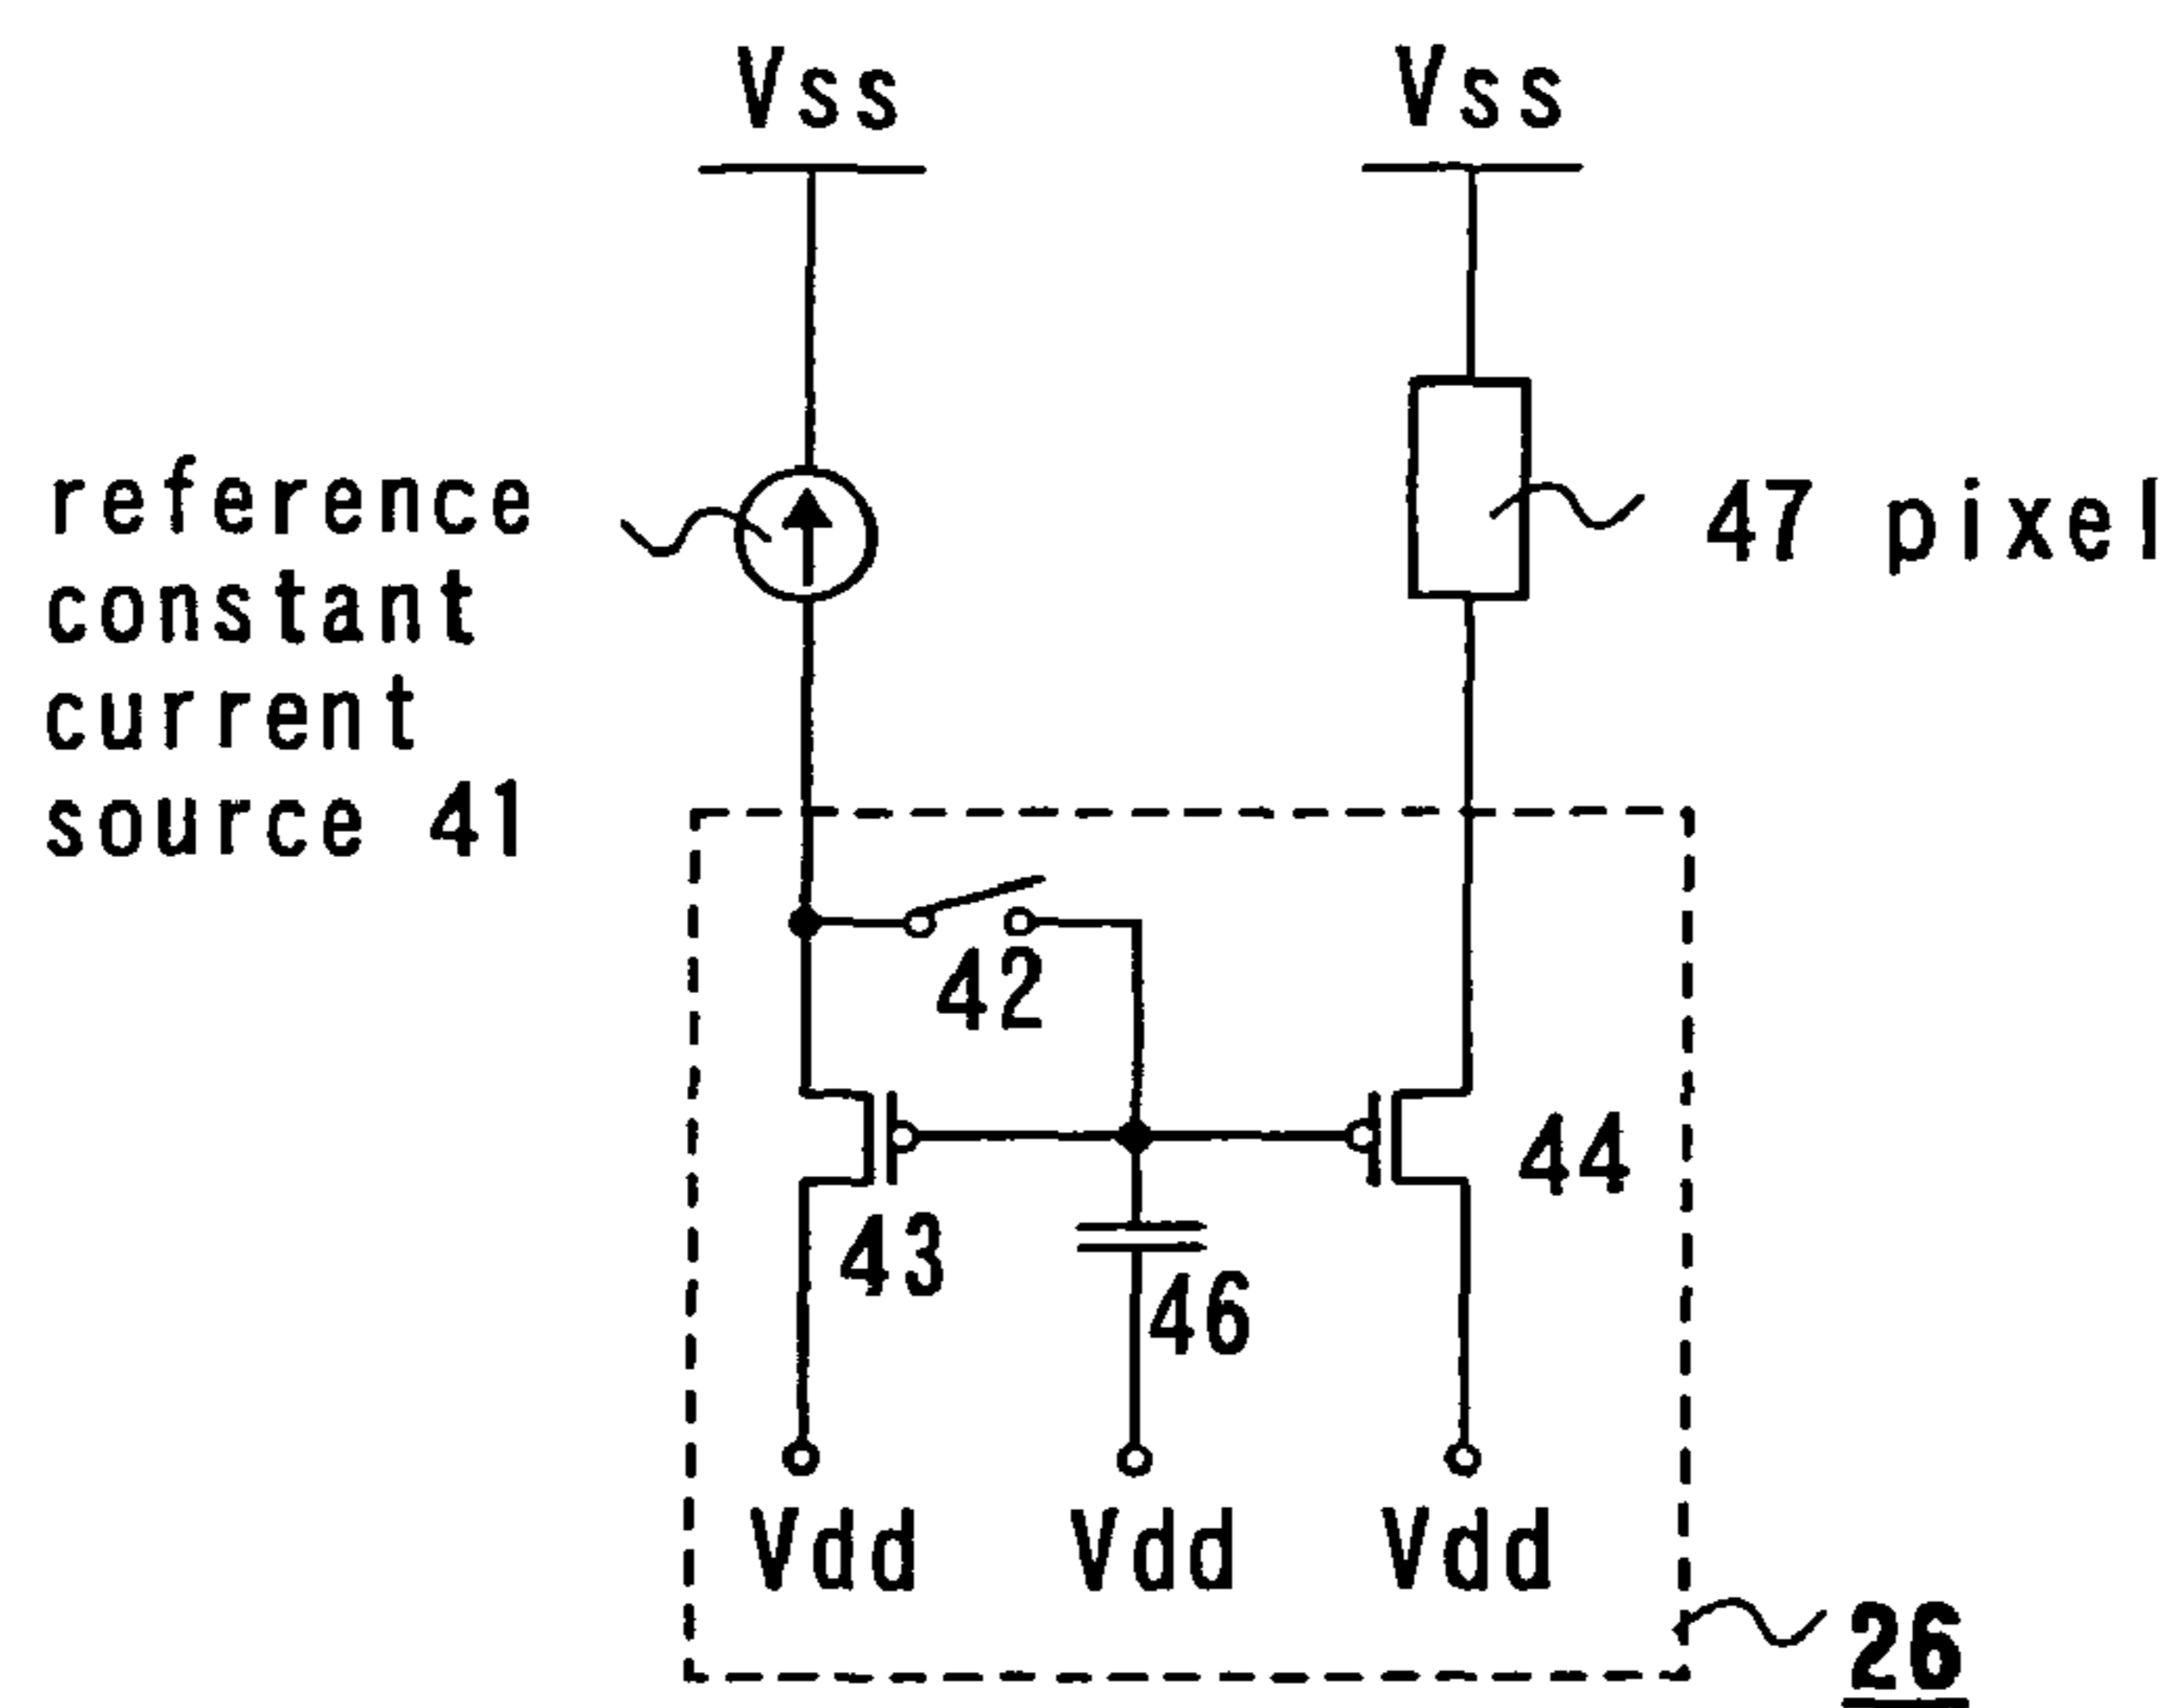 Vss
Vss
reference
constant
current
source 41
47 pixel
42
43
44
46
Vdd
Vdd
Vdd
26